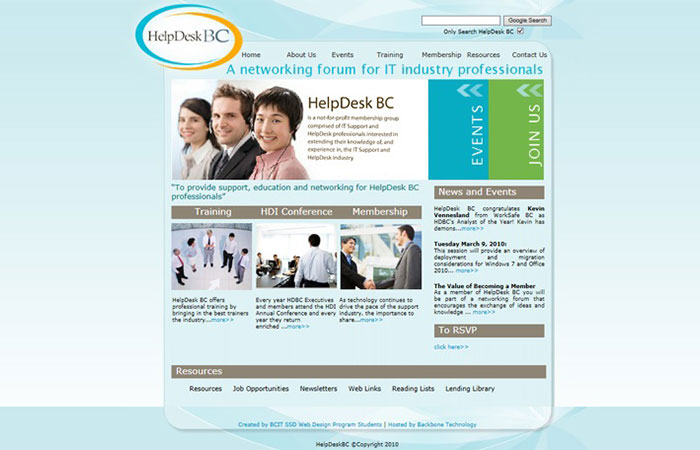 HelpDesk BC
Google Search
Only Search HelpDesk BC
Home About Us Events Training Membership Resources Contact Us
A networking forum for IT industry professionals
HelpDesk BC
is a not-for-profit membership group
comprised of IT Support and
HelpDesk professionals interested in
extending their knowledge of, and
experience in, the IT Support and
HelpDesk industry.
EVENTS
JOIN US
"To provide support, education and networking for HelpDesk BC
professionals"
Training
HDI Conference
Membership
HelpDesk BC offers
professional training by
bringing in the best trainers
the industry...more>>
Every year HDBC Executives
and members attend the HDI
Annual Conference and every
year they return
enriched ...more>>
As technology continues to
drive the pace of the support
industry, the importance to
share...more>>
News and Events
HelpDesk BC congratulates Kevin
Vennesland from WorkSafe BC as
HDBC's Analyst of the Year! Kevin has
demons...more>>
Tuesday March 9, 2010:
This session will provide an overview of
deployment and migration
considerations for Windows 7 and Office
2010... more>>
The Value of Becoming a Member
As a member of HelpDesk BC you will
be part of a networking forum that
encourages the exchange of ideas and
knowledge ... more>>
To RSVP
click here>>
Resources
Resources Job Opportunities Newsletters Web Links Reading Lists Lending Library
Created by BCIT SSD Web Design Program Students | Hosted by Backbone Technology
HelpDeskBC ©Copyright 2010